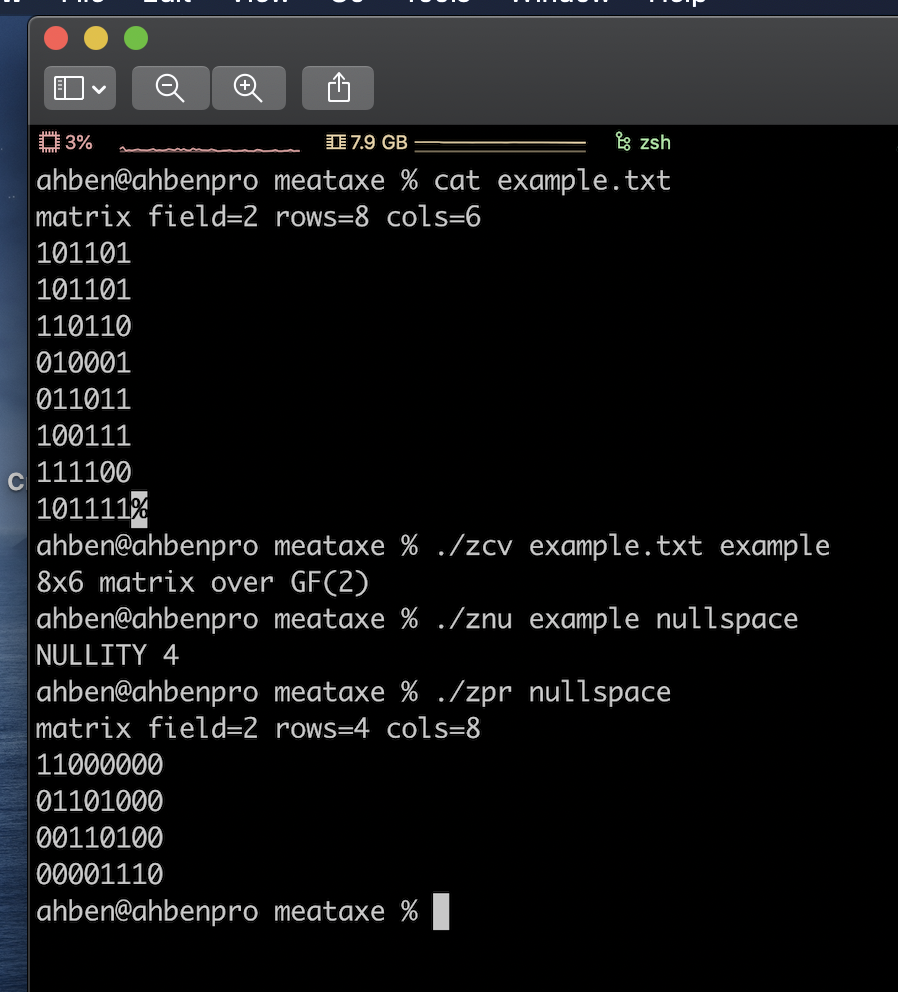 3% 7.9 GB zsh
ahben@ahbenpro meataxe % cat example.txt
matrix field=2 rows=8 cols=6
101101
101101
110110
010001
011011
100111
111100
101111%
ahben@ahbenpro meataxe % ./zcv example.txt example
8x6 matrix over GF(2)
ahben@ahbenpro meataxe % ./znu example nullspace
NULLITY 4
ahben@ahbenpro meataxe % ./zpr nullspace
matrix field=2 rows=4 cols=8
11000000
01101000
00110100
00001110
ahben@ahbenpro meataxe %